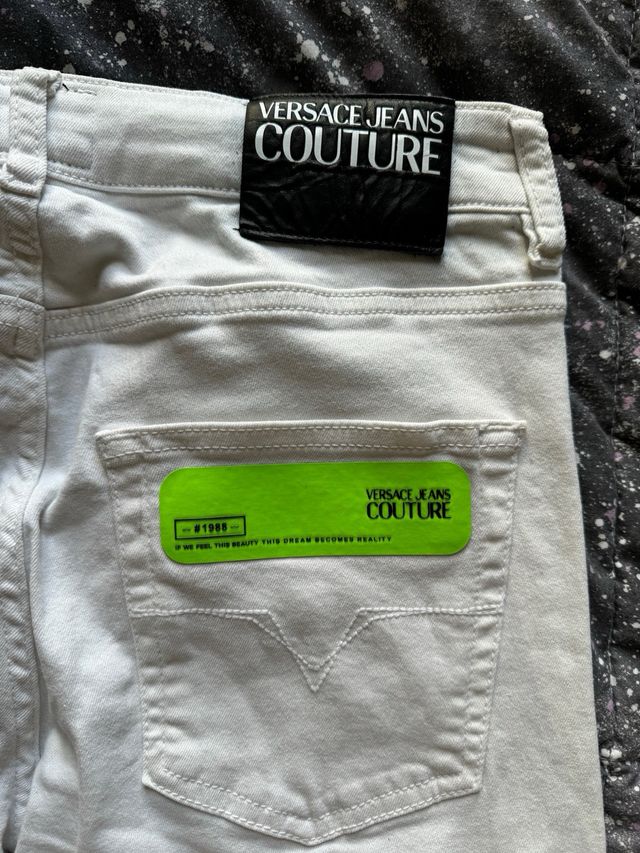 VERSACE JEANS
COUTURE
VERSACE JEANS
COUTURE
#1988
IF WE FEEL THIS BEAUTY THIS DREAM BECOMES REALITY